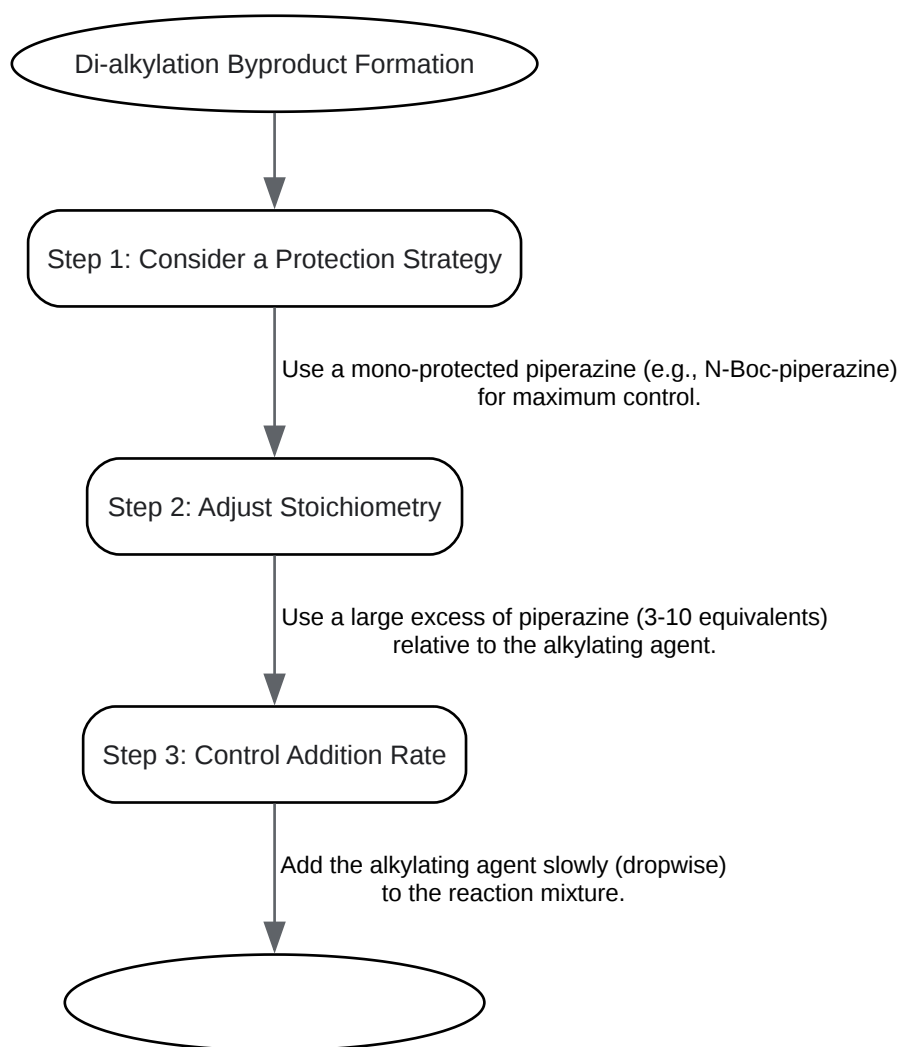 Di-alkylation Byproduct Formation
Step 1: Consider a Protection Strategy
Use a mono-protected piperazine (e.g., N-Boc-piperazine)
for maximum control.
Step 2: Adjust Stoichiometry
Use a large excess of piperazine (3-10 equivalents)
relative to the alkylating agent.
Step 3: Control Addition Rate
Add the alkylating agent slowly (dropwise)
to the reaction mixture.